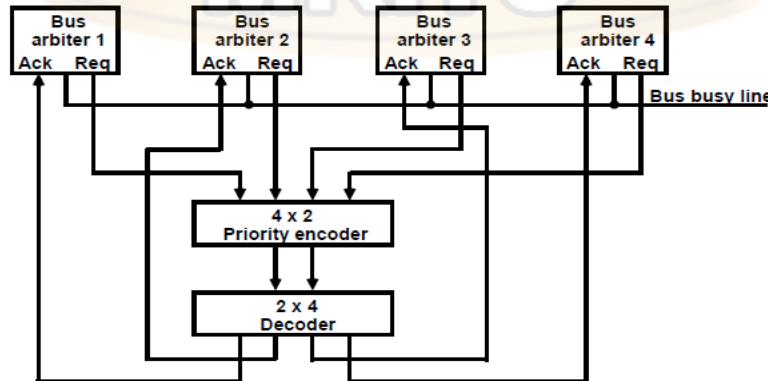 Bus
arbiter 1
Ack Req
Bus
arbiter 2
Ack Req
Bus
arbiter 3
Ack Req
Bus
arbiter 4
Ack Req
Bus busy line
4 x 2
Priority encoder
2 x 4
Decoder